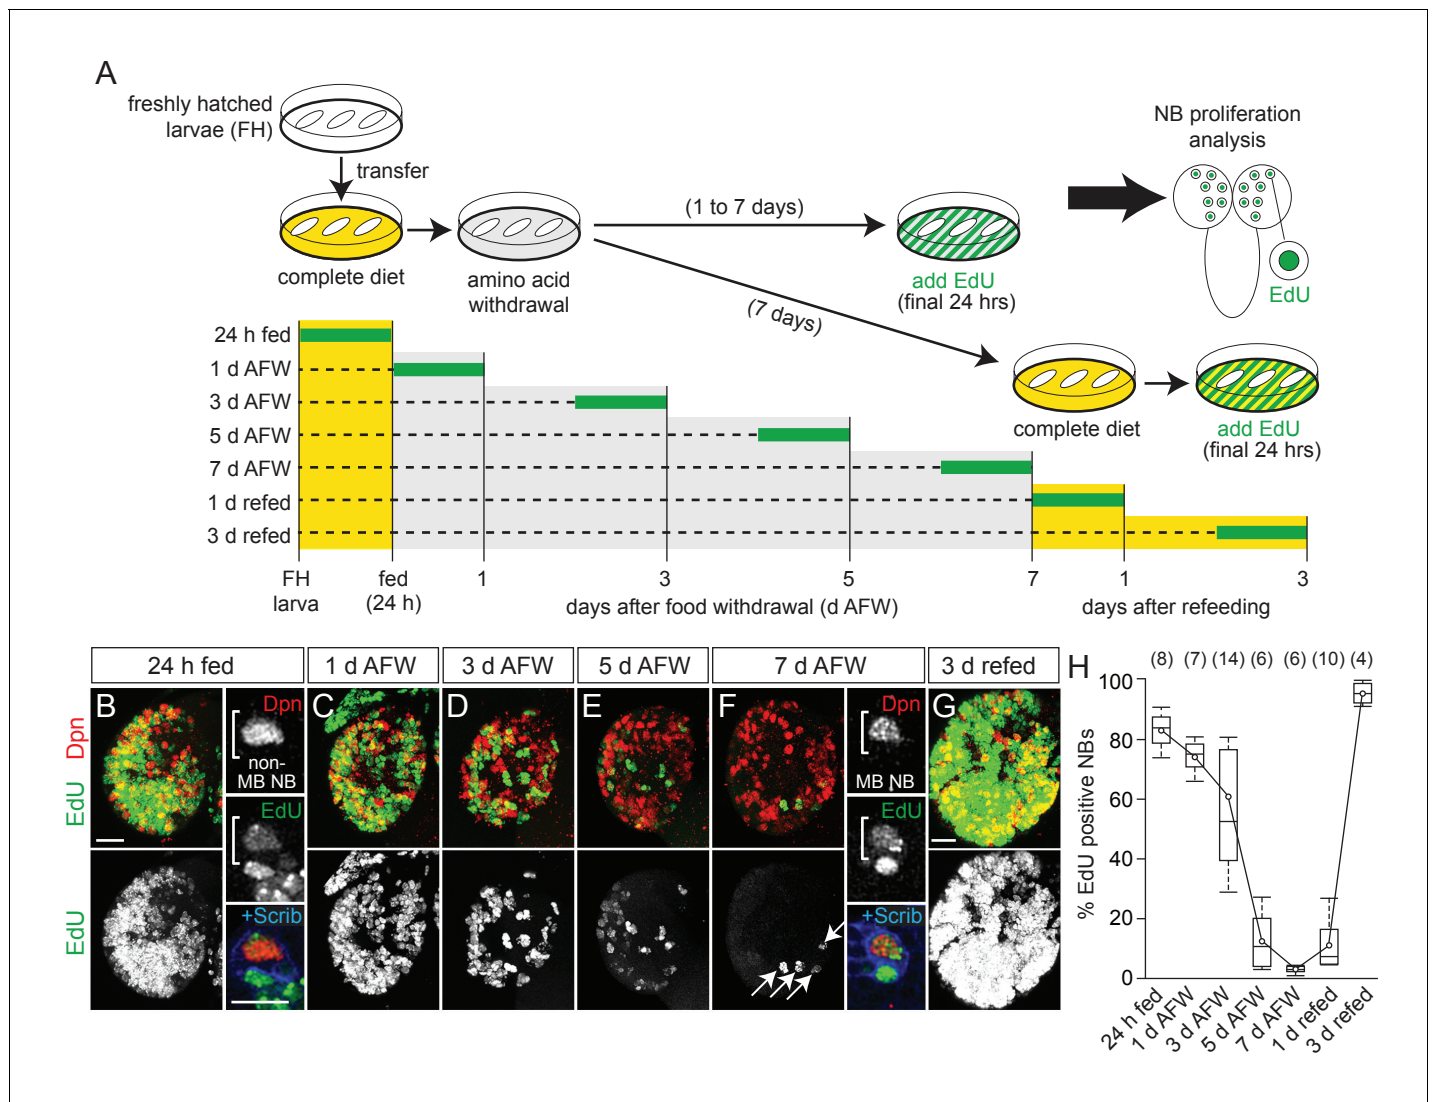 A
freshly hatched
larvae (FH)
transfer
complete diet
amino acid
withdrawal
(1 to 7 days)
(7 days)
add EdU
(final 24 hrs)
NB proliferation
analysis
EdU
complete diet
add EdU
(final 24 hrs)
24 h fed
1 d AFW
3 d AFW
5 d AFW
7 d AFW
1 d refed
3 d refed
FH
larva
fed
(24 h)
1
3
5
7
1
3
days after food withdrawal (d AFW)
days after refeeding
24 h fed
1 d AFW
3 d AFW
5 d AFW
7 d AFW
3 d refed
EdU Dpn
EdU
B
Dpn
non-
MB NB
EdU
+Scrib
C
D
E
F
Dpn
MB NB
EdU
+Scrib
G
H
(8)
(7)
(14)
(6)
(6)
(10)
(4)
% EdU positive NBs
100
80
60
40
20
0
24 h fed
1 d AFW
3 d AFW
5 d AFW
7 d AFW
1 d refed
3 d refed